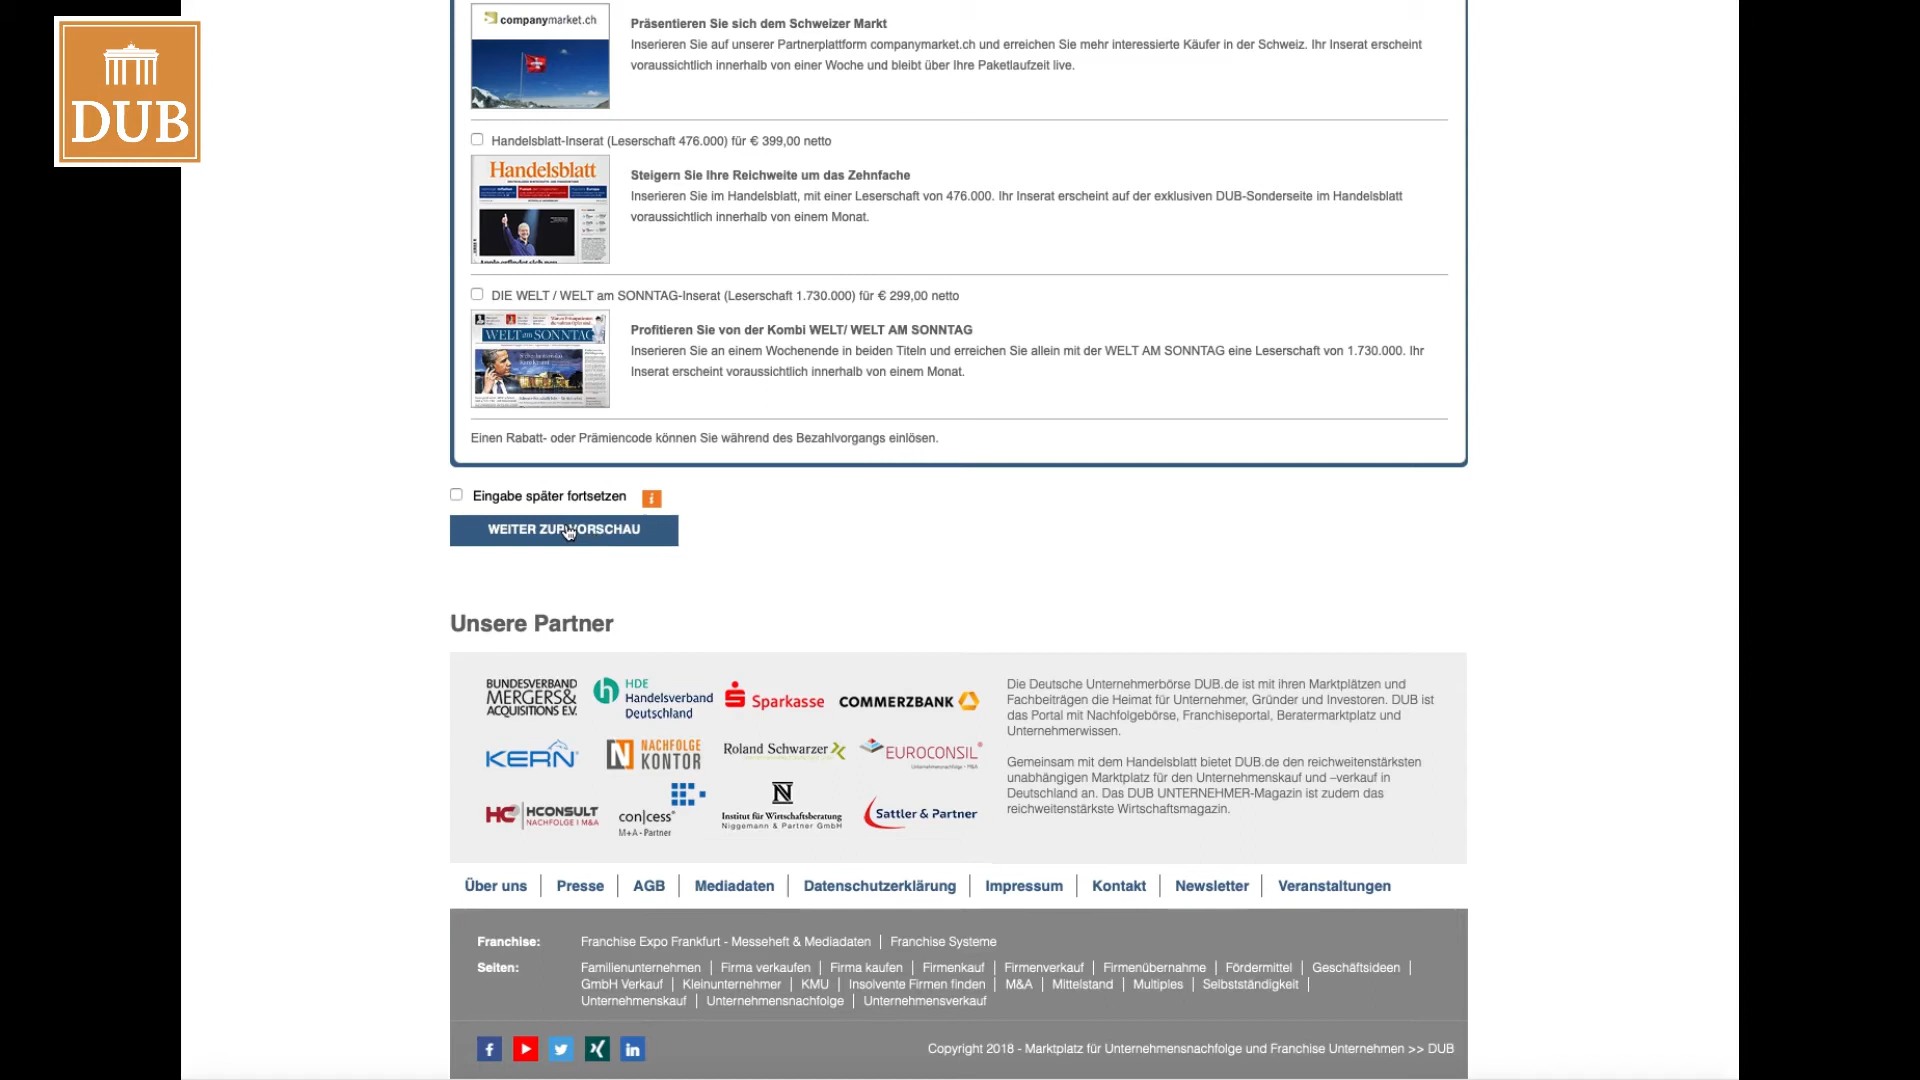 DUB
companymarket.ch
Präsentieren Sie sich dem Schweizer Markt
Inserieren Sie auf unserer Partnerplattform companymarket.ch und erreichen Sie mehr interessierte Käufer in der Schweiz. Ihr Inserat erscheint
voraussichtlich innerhalb von einer Woche und bleibt über Ihre Paketlaufzeit live.
Handelsblatt-Inserat (Leserschaft 476.000) für € 399,00 netto
Handelsblatt
Steigern Sie Ihre Reichweite um das Zehnfache
Inserieren Sie im Handelsblatt, mit einer Leserschaft von 476.000. Ihr Inserat erscheint auf der exklusiven DUB-Sonderseite im Handelsblatt
voraussichtlich innerhalb von einem Monat.
DIE WELT / WELT am SONNTAG-Inserat (Leserschaft 1.730.000) für € 299,00 netto
WELT am SONNTAG
Profitieren Sie von der Kombi WELT/ WELT AM SONNTAG
Inserieren Sie an einem Wochenende in beiden Titeln und erreichen Sie allein mit der WELT AM SONNTAG eine Leserschaft von 1.730.000. Ihr
Inserat erscheint voraussichtlich innerhalb von einem Monat.
Einen Rabatt- oder Prämiencode können Sie während des Bezahlvorgangs einlösen.
Eingabe später fortsetzen
i
WEITER ZUR VORSCHAU
Unsere Partner
BUNDESVERBAND
MERGERS&
ACQUISITIONS E.V.
HDE
Handelsverband
Deutschland
Sparkasse
COMMERZBANK
KERN
NACHFOLGE
KONTOR
Roland Schwarzer
EUROCONSIL
Unternehmensnachfolge - M&A
HC HCONSULT
NACHFOLGE I M&A
con|cess
M+A - Partner
Institut für Wirtschaftsberatung
Niggemann & Partner GmbH
Sattler & Partner
Die Deutsche Unternehmerbörse DUB.de ist mit ihren Marktplätzen und
Fachbeiträgen die Heimat für Unternehmer, Gründer und Investoren. DUB ist
das Portal mit Nachfolgebörse, Franchiseportal, Beratermarktplatz und
Unternehmerwissen.
Gemeinsam mit dem Handelsblatt bietet DUB.de den reichweitenstärksten
unabhängigen Marktplatz für den Unternehmenskauf und –verkauf in
Deutschland an. Das DUB UNTERNEHMER-Magazin ist zudem das
reichweitenstärkste Wirtschaftsmagazin.
Über uns | Presse | AGB | Mediadaten | Datenschutzerklärung | Impressum | Kontakt | Newsletter | Veranstaltungen
Franchise: Franchise Expo Frankfurt - Messeheft & Mediadaten | Franchise Systeme
Seiten: Familienunternehmen | Firma verkaufen | Firma kaufen | Firmenkauf | Firmenverkauf | Firmenübernahme | Fördermittel | Geschäftsideen |
GmbH Verkauf | Kleinunternehmer | KMU | Insolvente Firmen finden | M&A | Mittelstand | Multiples | Selbstständigkeit |
Unternehmenskauf | Unternehmensnachfolge | Unternehmensverkauf
Copyright 2018 - Marktplatz für Unternehmensnachfolge und Franchise Unternehmen >> DUB